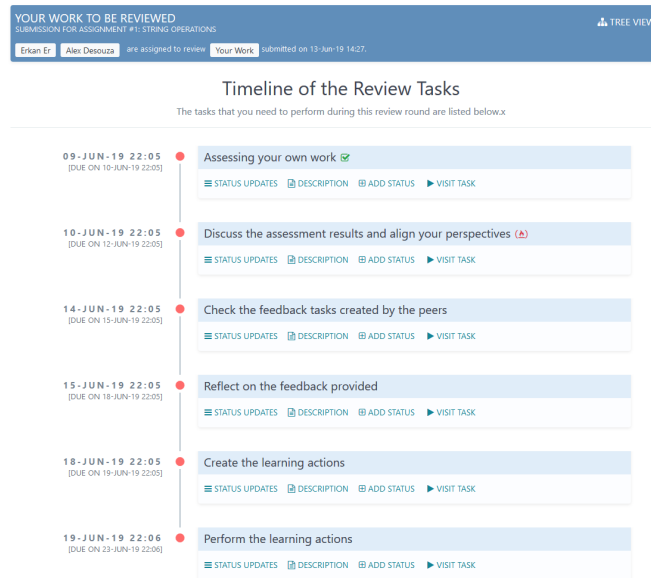 YOUR WORK TO BE REVIEWED
TREE VIEW
SUBMISSION FOR ASSIGNMENT #1: STRING OPERATIONS
Erkan Er Alex Desouza are assigned to review Your Work submitted on 13-Jun-19 14:27.
Timeline of the Review Tasks
The tasks that you need to perform during this review round are listed below.x
09-JUN-19 22:05
[DUE ON 10-JUN-19 22:05]
Assessing your own work
STATUS UPDATES DESCRIPTION ADD STATUS VISIT TASK
10-JUN-19 22:05
[DUE ON 12-JUN-19 22:05]
Discuss the assessment results and align your perspectives
STATUS UPDATES DESCRIPTION ADD STATUS VISIT TASK
14-JUN-19 22:05
[DUE ON 15-JUN-19 22:05]
Check the feedback tasks created by the peers
STATUS UPDATES DESCRIPTION ADD STATUS VISIT TASK
15-JUN-19 22:05
[DUE ON 18-JUN-19 22:05]
Reflect on the feedback provided
STATUS UPDATES DESCRIPTION ADD STATUS VISIT TASK
18-JUN-19 22:05
[DUE ON 19-JUN-19 22:05]
Create the learning actions
STATUS UPDATES DESCRIPTION ADD STATUS VISIT TASK
19-JUN-19 22:06
[DUE ON 23-JUN-19 22:06]
Perform the learning actions
STATUS UPDATES DESCRIPTION ADD STATUS VISIT TASK